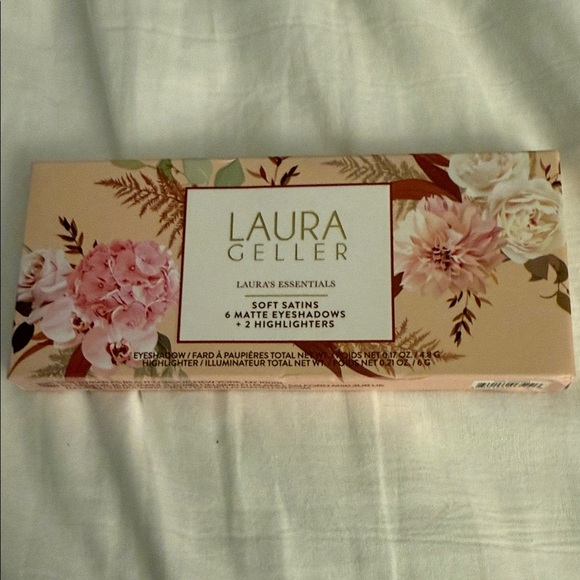 LAURA
GELLER
LAURA'S ESSENTIALS
SOFT SATINS
6 MATTE EYESHADOWS
+ 2 HIGHLIGHTERS
EYESHADOW / FARD À PAUPIÈRES TOTAL NET WT. / POIDS NET 0.17 OZ. / 4.8 G
HIGHLIGHTER / ILLUMINATEUR TOTAL NET WT. / POIDS NET 0.21 OZ. / 6 G